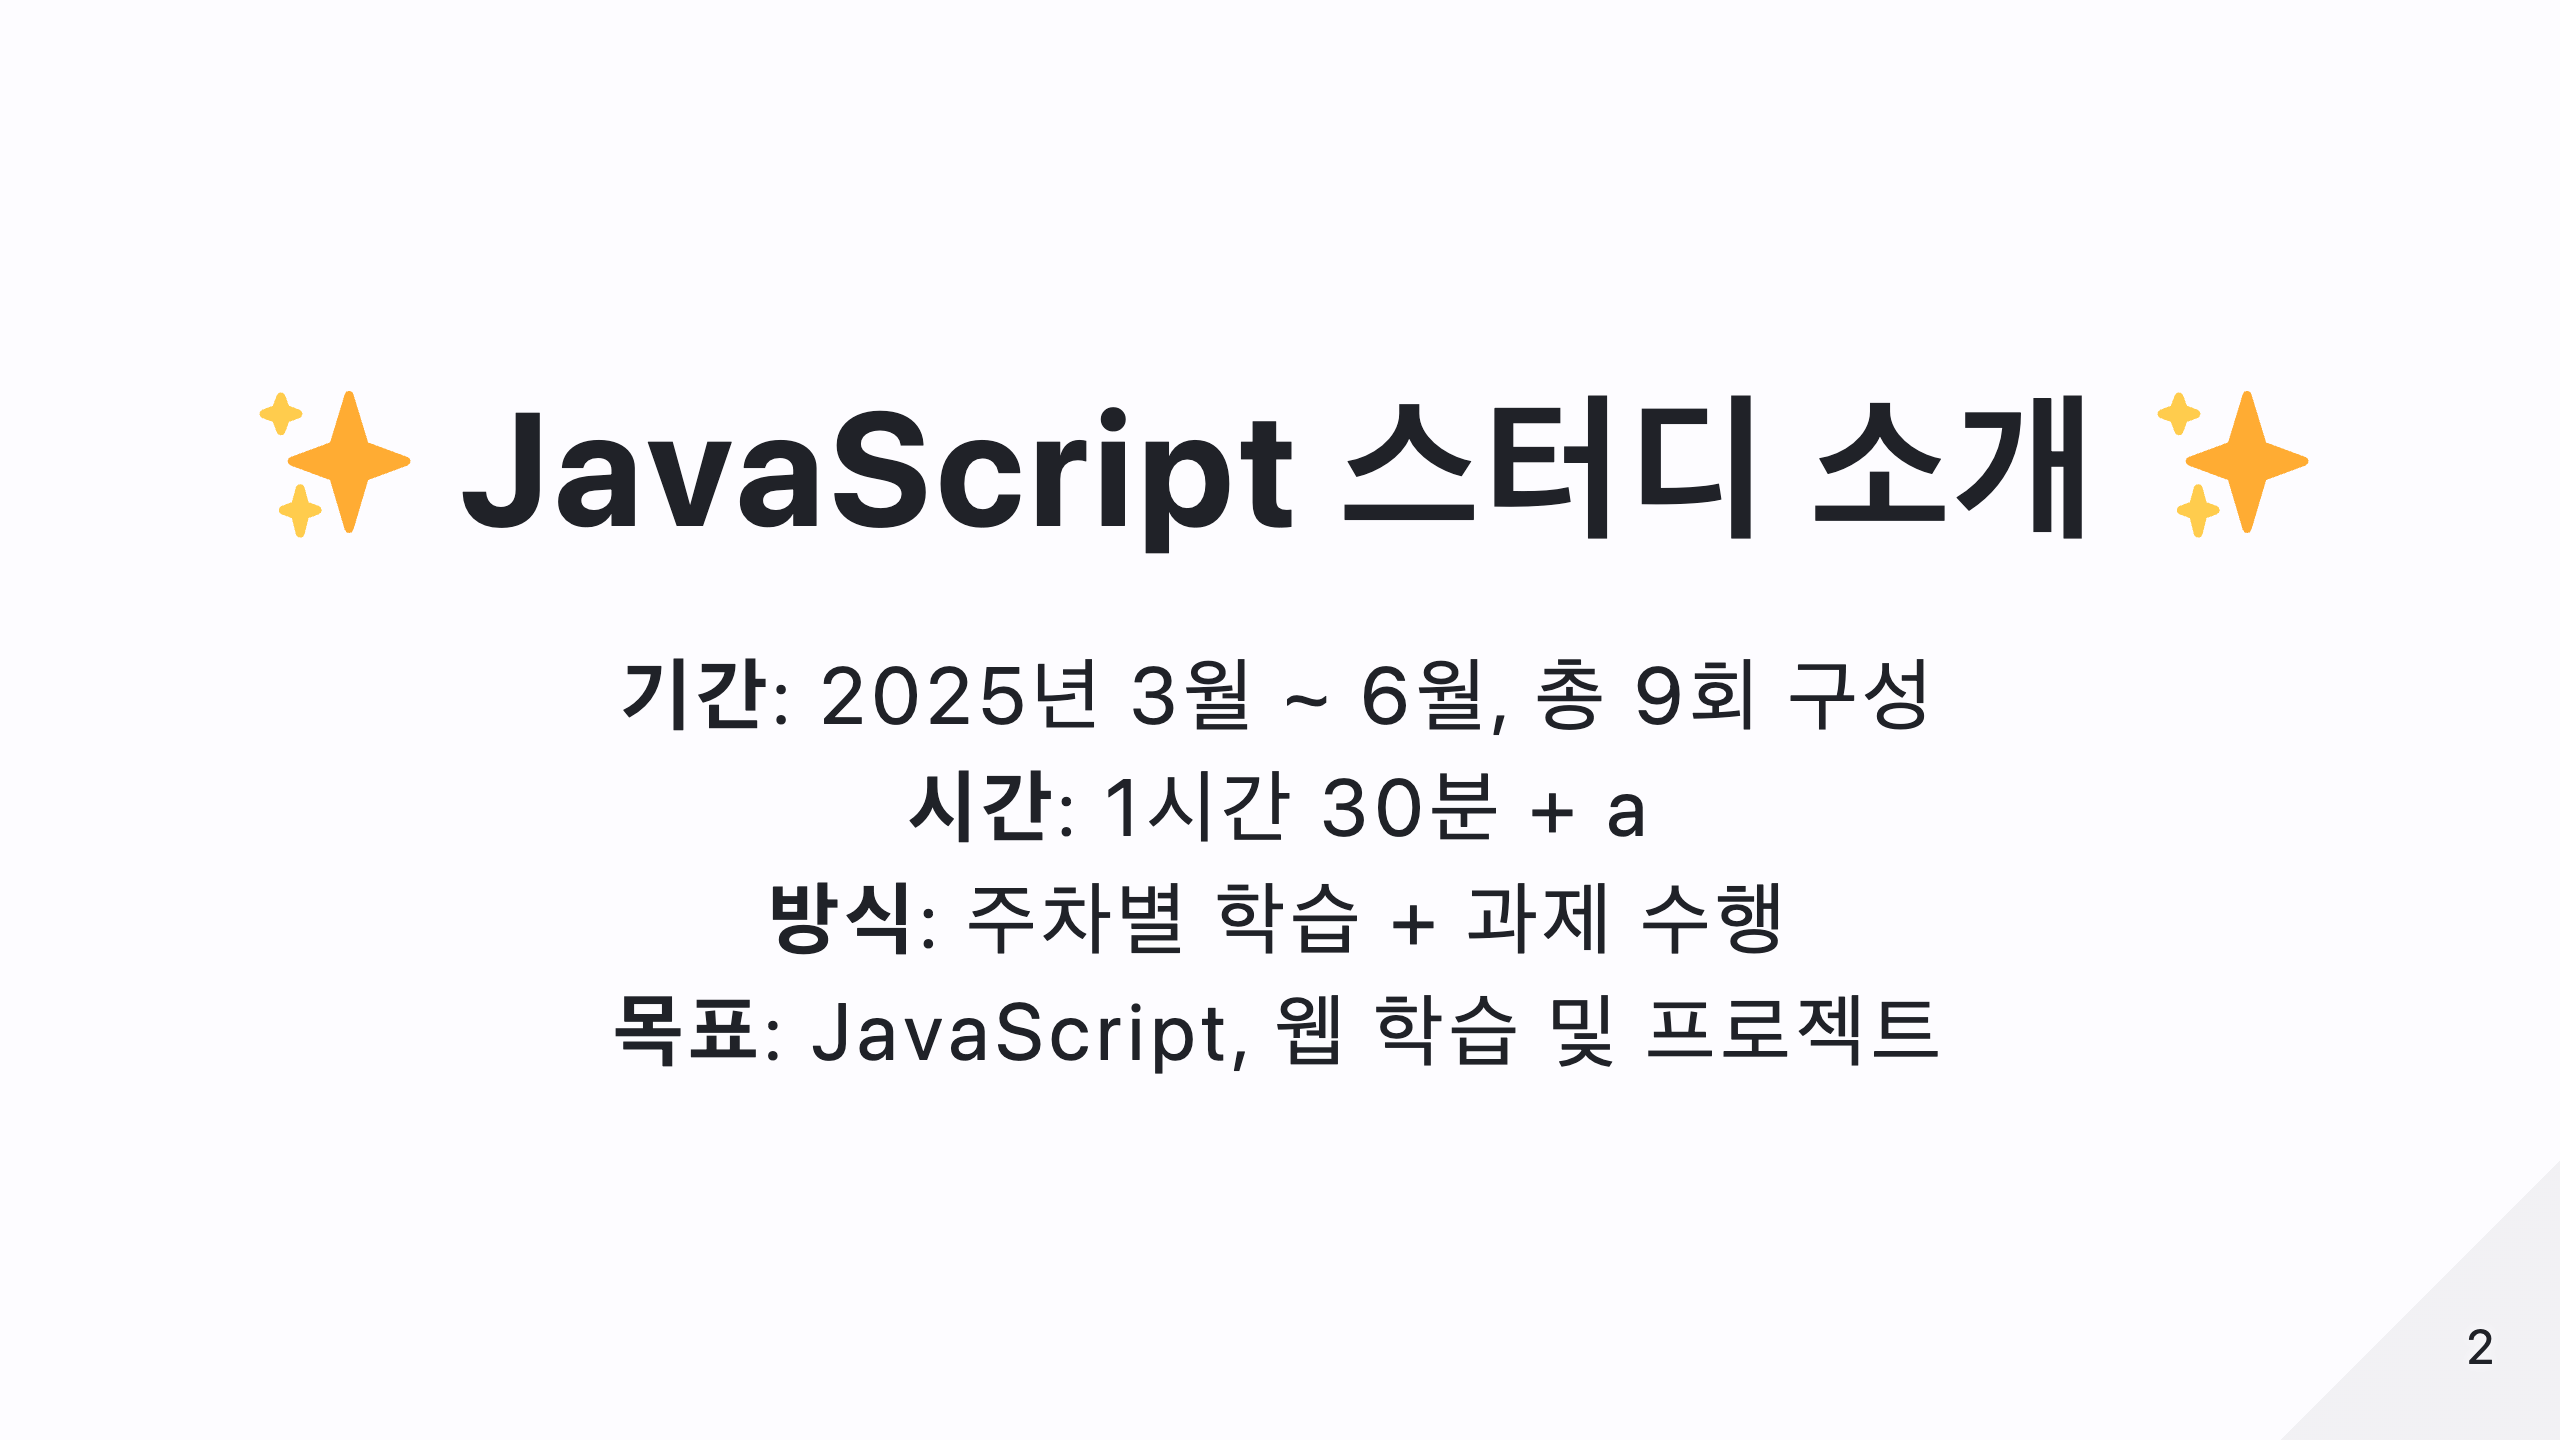 ✨ JavaScript 스터디 소개 ✨
기간: 2025년 3월 ~ 6월, 총 9회 구성
시간: 1시간 30분 + a
방식: 주차별 학습 + 과제 수행
목표: JavaScript, 웹 학습 및 프로젝트
2